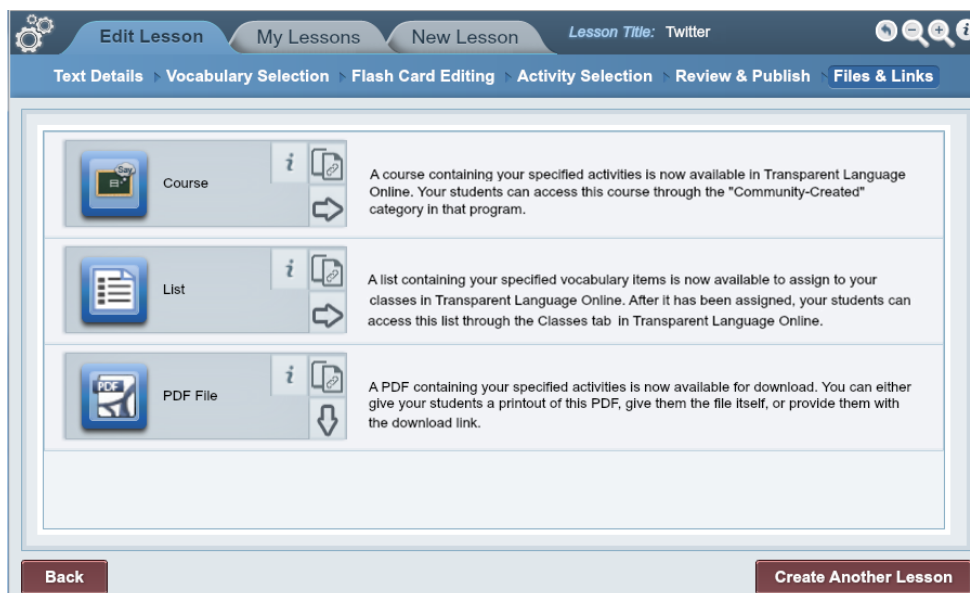 Edit Lesson My Lessons New Lesson Lesson Title: Twitter
Text Details Vocabulary Selection Flash Card Editing Activity Selection Review & Publish Files & Links
Course
A course containing your specified activities is now available in Transparent Language
Online. Your students can access this course through the "Community-Created"
category in that program.
List
A list containing your specified vocabulary items is now available to assign to your
classes in Transparent Language Online. After it has been assigned, your students can
access this list through the Classes tab in Transparent Language Online.
PDF
PDF File
A PDF containing your specified activities is now available for download. You can either
give your students a printout of this PDF, give them the file itself, or provide them with
the download link.
Back Create Another Lesson